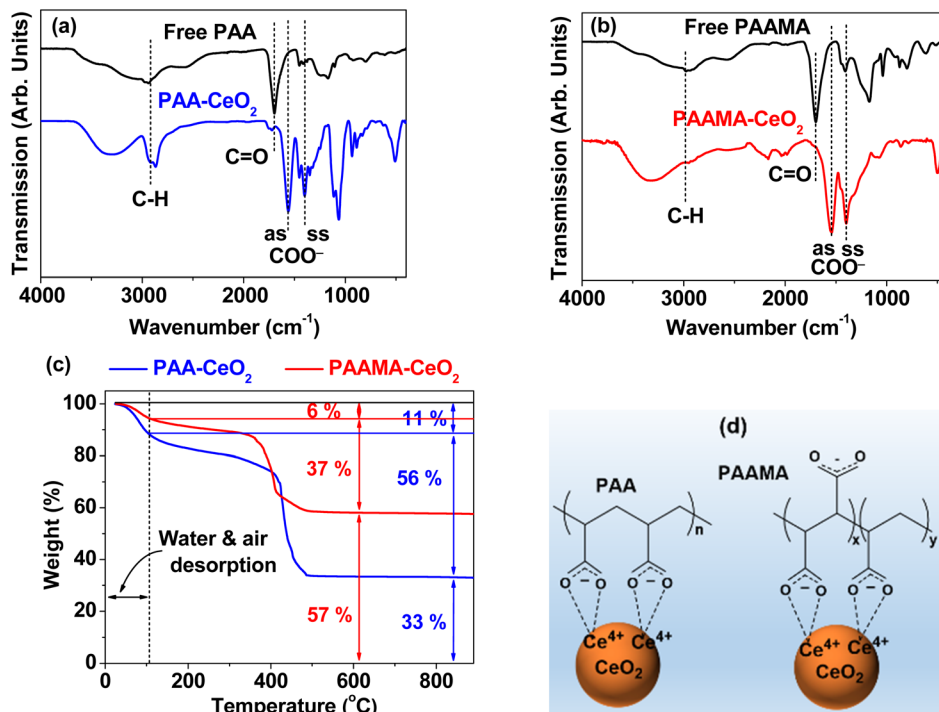 (a)
Free PAA
PAA-CeO2
C=O
C-H
as ss
COO–
Transmission (Arb. Units)
4000 3000 2000 1000
Wavenumber (cm-1)
(b)
Free PAAMA
PAAMA-CeO2
C=O
C-H
as ss
COO–
Transmission (Arb. Units)
4000 3000 2000 1000
Wavenumber (cm-1)
(c)
PAA-CeO2 PAAMA-CeO2
100
80
60
40
20
0
Weight (%)
6 % 11 %
37 % 56 %
Water & air
desorption
57 % 33 %
0 200 400 600 800
Temperature (oC)
(d)
PAA PAAMA
O - O
n x y
O – O O – O O – O O – O
Ce4+ Ce4+ Ce4+ Ce4+
CeO2 CeO2